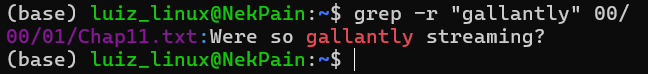 (base) luiz_linux@NekPain:~$ grep -r "gallantly" 00/
00/01/Chap11.txt:Were so gallantly streaming?
(base) luiz_linux@NekPain:~$